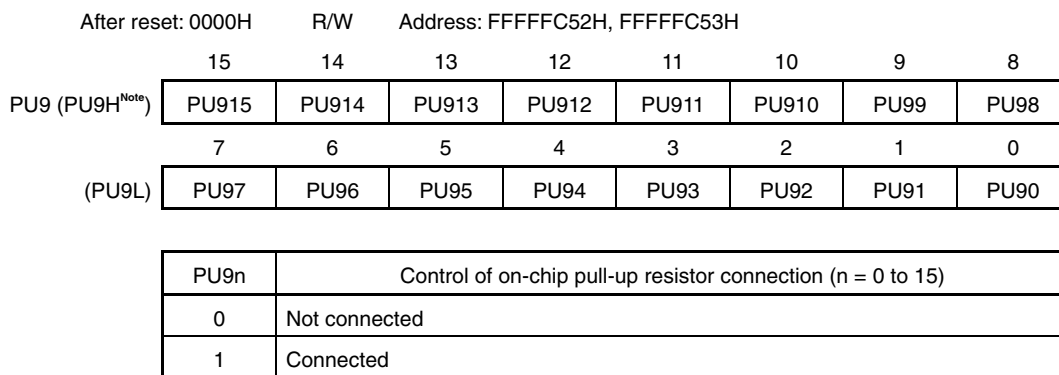 After reset: 0000H R/W Address: FFFFFC52H, FFFFFC53H
15 14 13 12 11 10 9 8
PU9 (PU9HNote) PU915 PU914 PU913 PU912 PU911 PU910 PU99 PU98
7 6 5 4 3 2 1 0
(PU9L) PU97 PU96 PU95 PU94 PU93 PU92 PU91 PU90
PU9n Control of on-chip pull-up resistor connection (n = 0 to 15)
0 Not connected
1 Connected